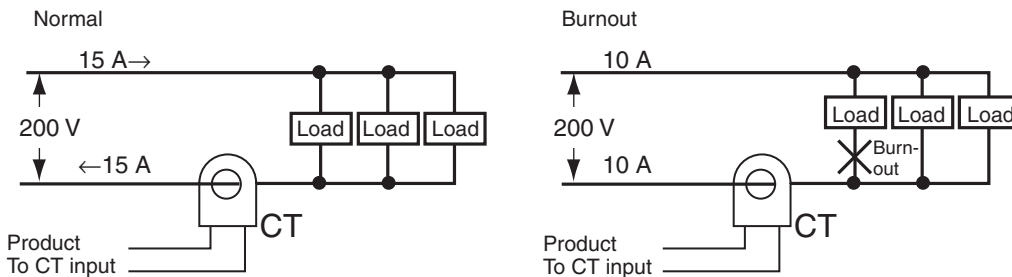 Normal
15 A→
200 V
Load
Load
Load
←15 A
CT
Product
To CT input
Burnout
10 A
200 V
Load
Load
Load
Burn-
out
10 A
CT
Product
To CT input